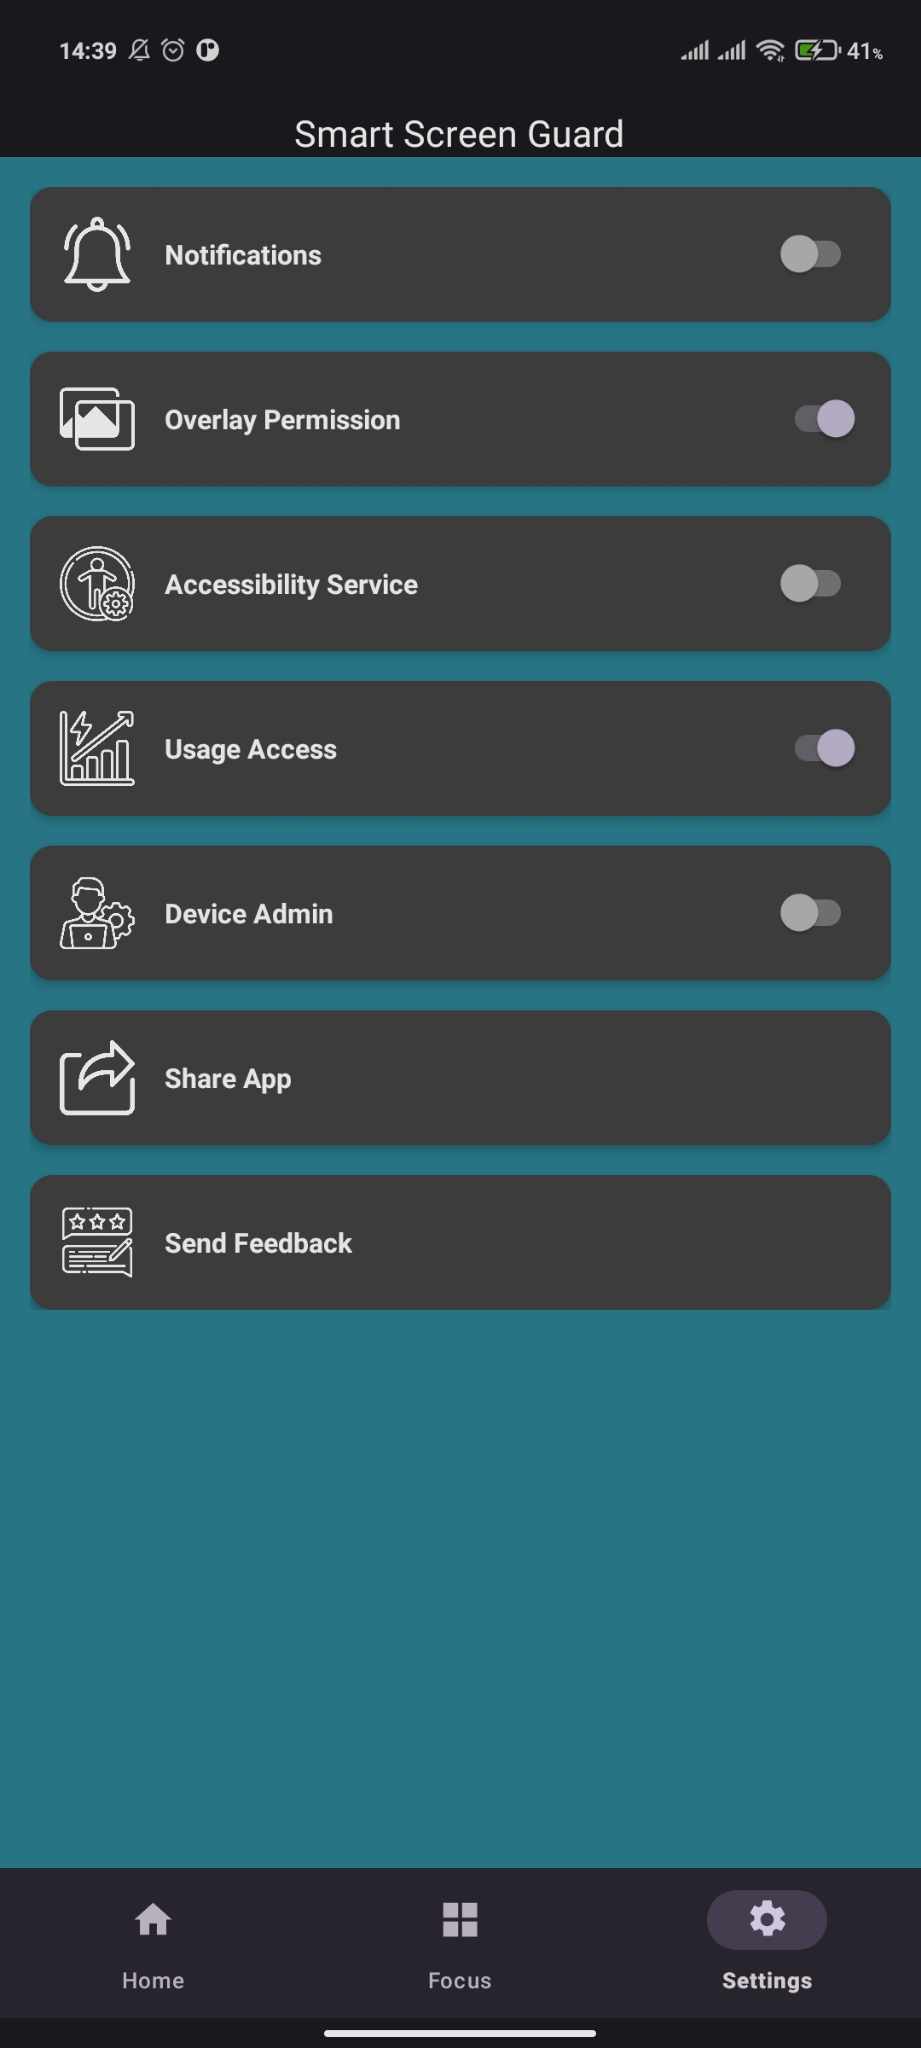 14:39
41%
Smart Screen Guard
Notifications
Overlay Permission
Accessibility Service
Usage Access
Device Admin
Share App
Send Feedback
Home
Focus
Settings